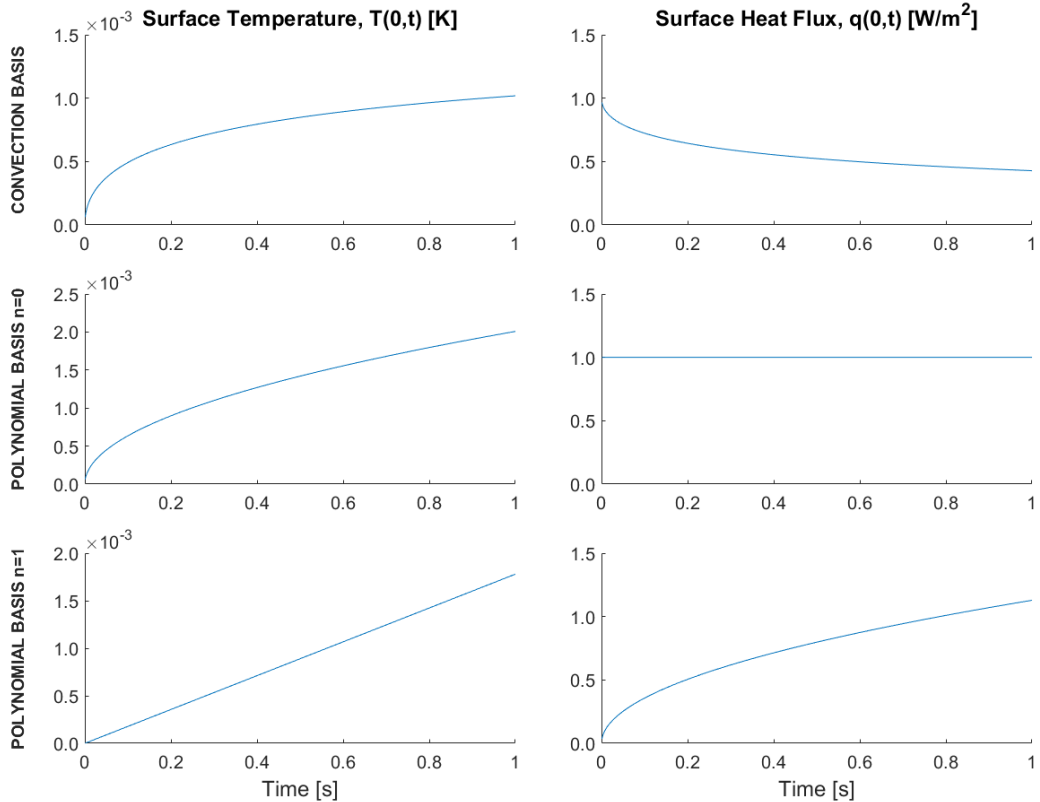 Surface Temperature, T(0,t) [K]
Surface Heat Flux, q(0,t) [W/m²]
CONVECTION BASIS
×10⁻³
1.5
1.0
0.5
0.0
0 0.2 0.4 0.6 0.8 1
1.5
1.0
0.5
0.0
0 0.2 0.4 0.6 0.8 1
POLYNOMIAL BASIS n=0
×10⁻³
2.5
2.0
1.5
1.0
0.5
0.0
0 0.2 0.4 0.6 0.8 1
1.5
1.0
1.5
0.0
0 0.2 0.4 0.6 0.8 1
POLYNOMIAL BASIS n=1
×10⁻³
2.0
1.5
1.0
0.5
0.0
0 0.2 0.4 0.6 0.8 1
Time [s]
1.5
1.0
0.5
0.0
0 0.2 0.4 0.6 0.8 1
Time [s]